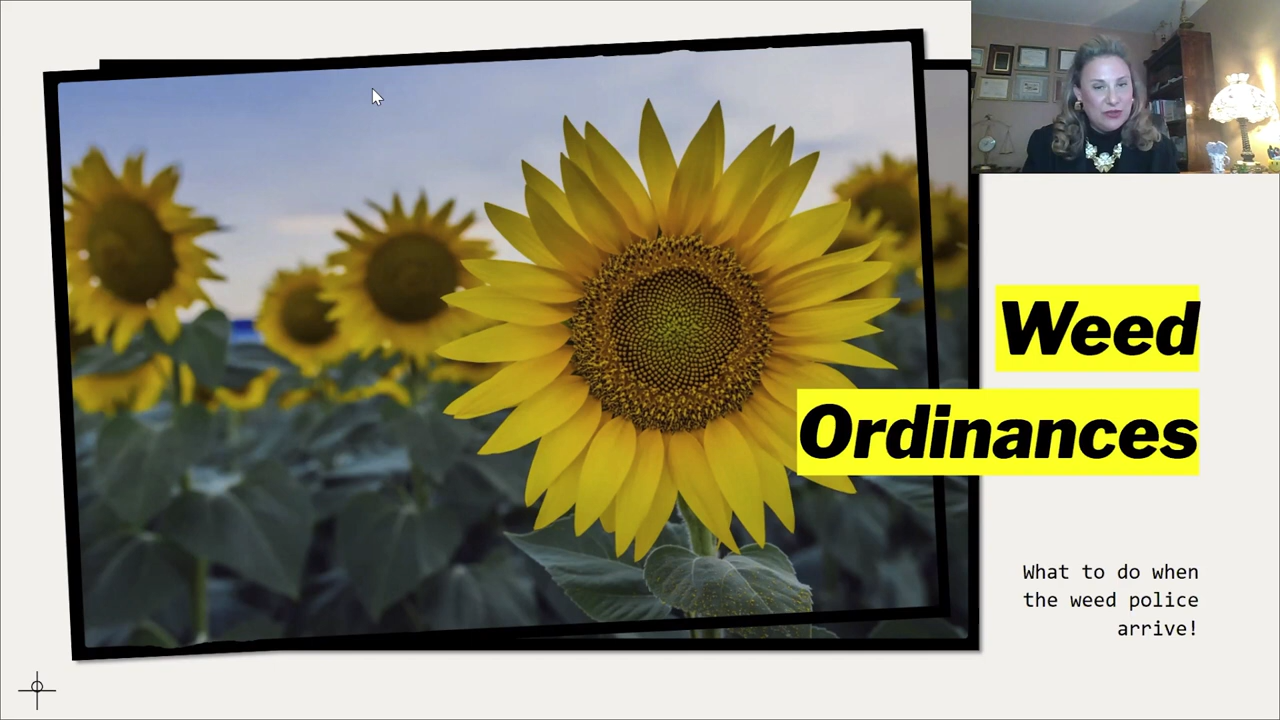 Weed
Ordinances
What to do when
the weed police
arrive!